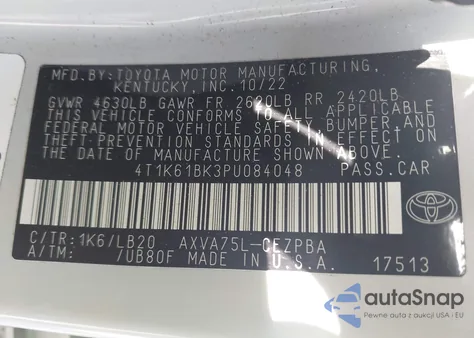 MFD.BY: TOYOTA MOTOR MANUFACTURING,
KENTUCKY, INC. 10/22
GVWR 4630LB GAWR FR 2620LB RR 2420LB
THIS VEHICLE CONFORMS TO ALL APPLICABLE
FEDERAL MOTOR VEHICLE SAFETY, BUMPER AND
THEFT PREVENTION STANDARDS IN EFFECT ON
THE DATE OF MANUFACTURE SHOWN ABOVE.
4T1K61BK3PU084048 PASS.CAR
C/TR: 1K6/LB20 AXVA75L-CEZPBA
A/TM: /UB80F MADE IN U.S.A. 17513
TOYOTA
autoSnap
Pewne auta z aukcji USA i EU